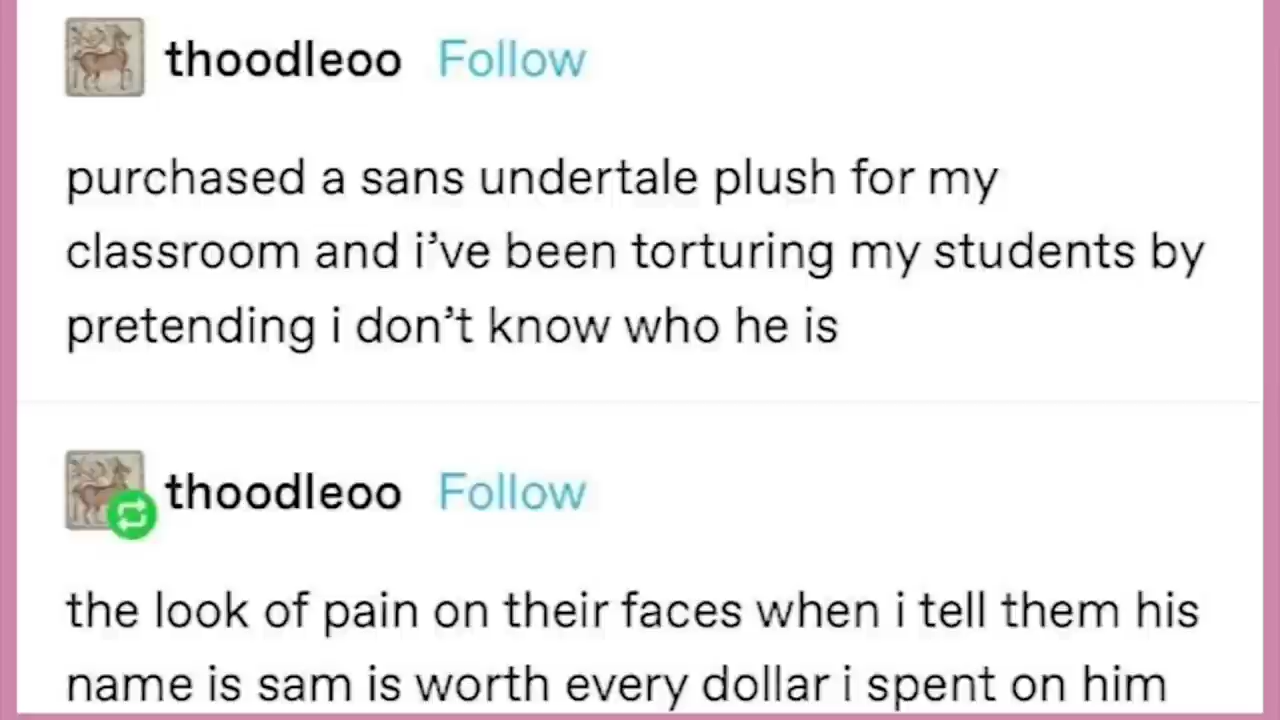 thoodleoo Follow
purchased a sans undertale plush for my
classroom and i've been torturing my students by
pretending i don't know who he is
thoodleoo Follow
the look of pain on their faces when i tell them his
name is sam is worth every dollar i spent on him